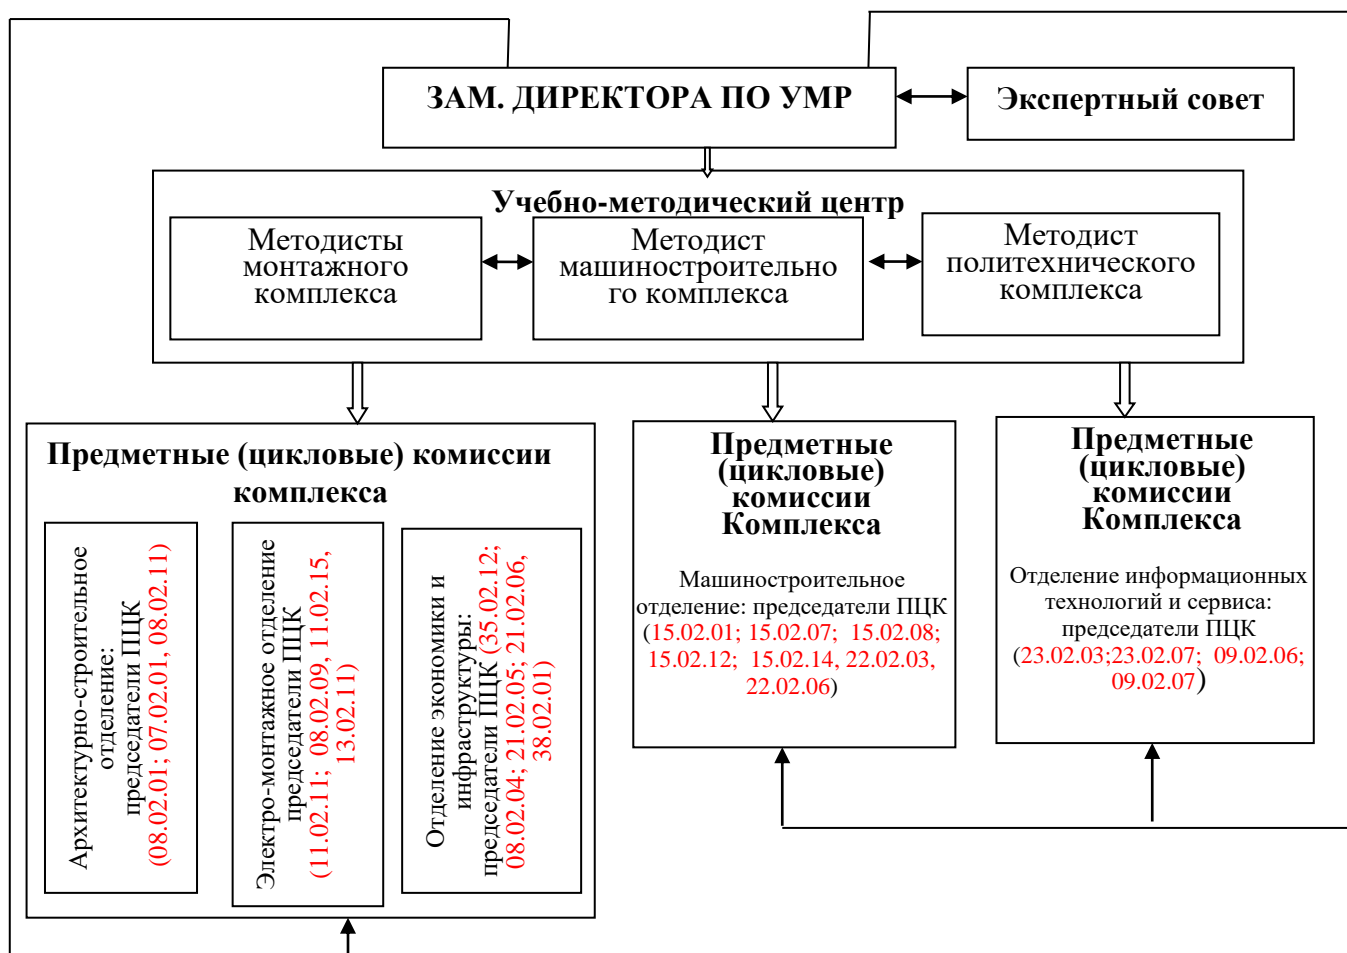 ЗАМ. ДИРЕКТОРА ПО УМР
Экспертный совет
Учебно-методический центр
Методисты
монтажного
комплекса
Методист
машиностроительно
го комплекса
Методист
политехнического
комплекса
Предметные (цикловые) комиссии
комплекса
Архитектурно-строительное
отделение:
председатели ПЦК
(08.02.01; 07.02.01, 08.02.11)
Электро-монтажное отделение
председатели ПЦК
(11.02.11;  08.02.09, 11.02.15,
13.02.11)
Отделение экономики и
инфраструктуры:
председатели ПЦК (35.02.12;
08.02.04; 21.02.05; 21.02.06,
38.02.01)
Предметные
(цикловые)
комиссии
Комплекса
Машиностроительное
отделение: председатели ПЦК
(15.02.01; 15.02.07;  15.02.08;
15.02.12;  15.02.14, 22.02.03,
22.02.06)
Предметные
(цикловые)
комиссии
Комплекса
Отделение информационных
технологий и сервиса:
председатели ПЦК
(23.02.03;23.02.07;  09.02.06;
09.02.07)